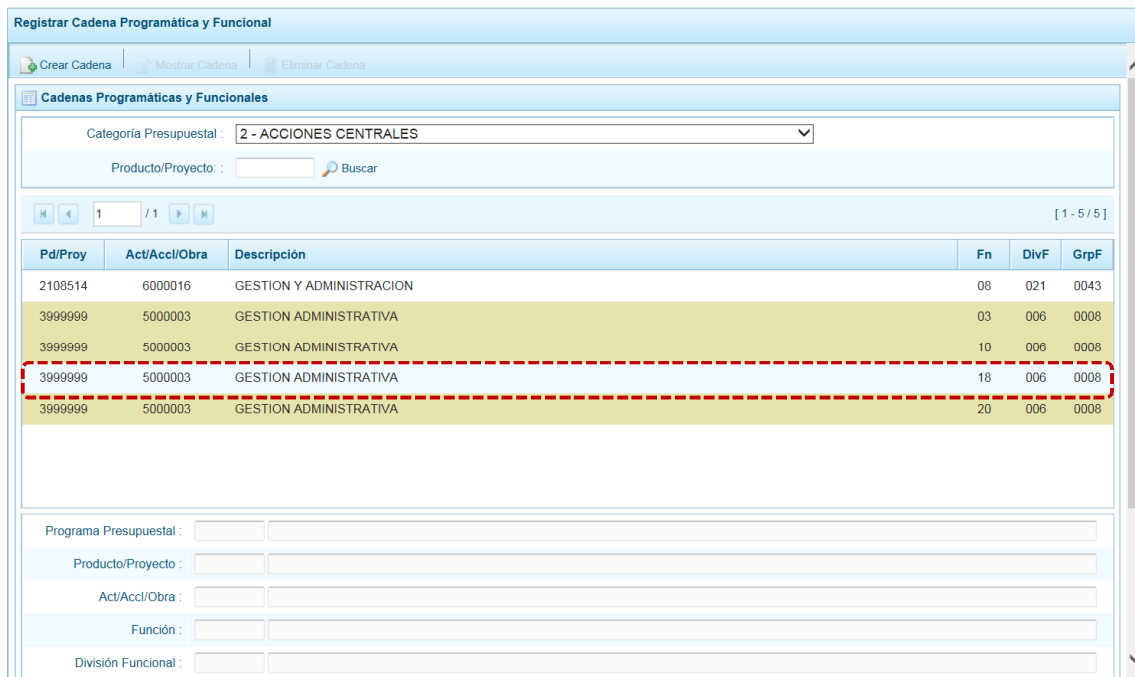 Registrar Cadena Programática y Funcional
Crear Cadena Mostrar Cadena Eliminar Cadena
Cadenas Programáticas y Funcionales
Categoría Presupuestal : 2 - ACCIONES CENTRALES
Producto/Proyecto: : Buscar
1 / 1 [ 1 - 5 / 5 ]
Pd/Proy Act/AccI/Obra Descripción Fn DivF GrpF
2108514 6000016 GESTION Y ADMINISTRACION 08 021 0043
3999999 5000003 GESTION ADMINISTRATIVA 03 006 0008
3999999 5000003 GESTION ADMINISTRATIVA 10 006 0008
3999999 5000003 GESTION ADMINISTRATIVA 18 006 0008
3999999 5000003 GESTION ADMINISTRATIVA 20 006 0008
Programa Presupuestal :
Producto/Proyecto :
Act/AccI/Obra :
Función :
División Funcional :